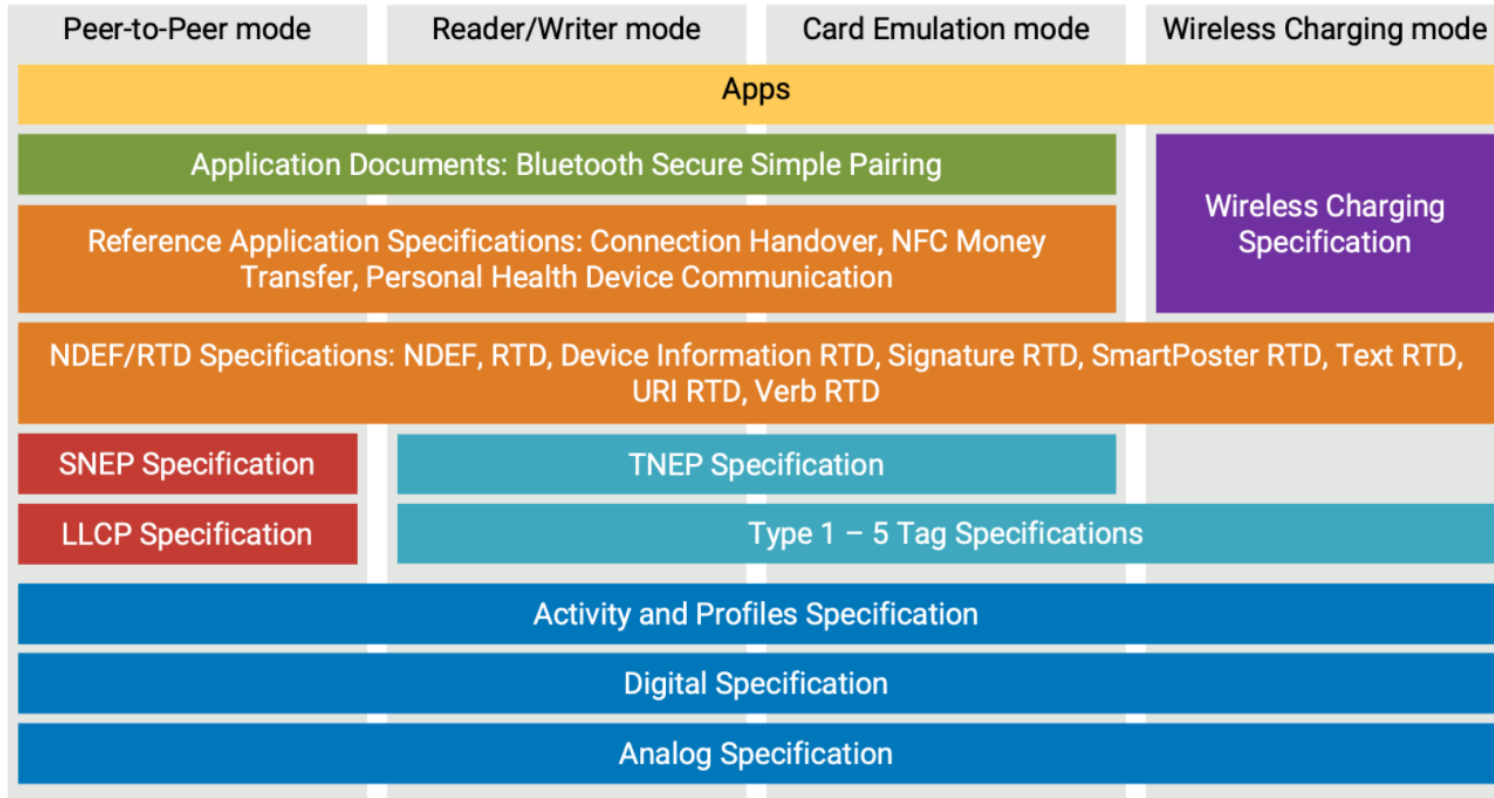 Peer-to-Peer mode
Reader/Writer mode
Card Emulation mode
Wireless Charging mode
Apps
Application Documents: Bluetooth Secure Simple Pairing
Wireless Charging
Specification
Reference Application Specifications: Connection Handover, NFC Money
Transfer, Personal Health Device Communication
NDEF/RTD Specifications: NDEF, RTD, Device Information RTD, Signature RTD, SmartPoster RTD, Text RTD,
URI RTD, Verb RTD
SNEP Specification
TNEP Specification
LLCP Specification
Type 1 – 5 Tag Specifications
Activity and Profiles Specification
Digital Specification
Analog Specification